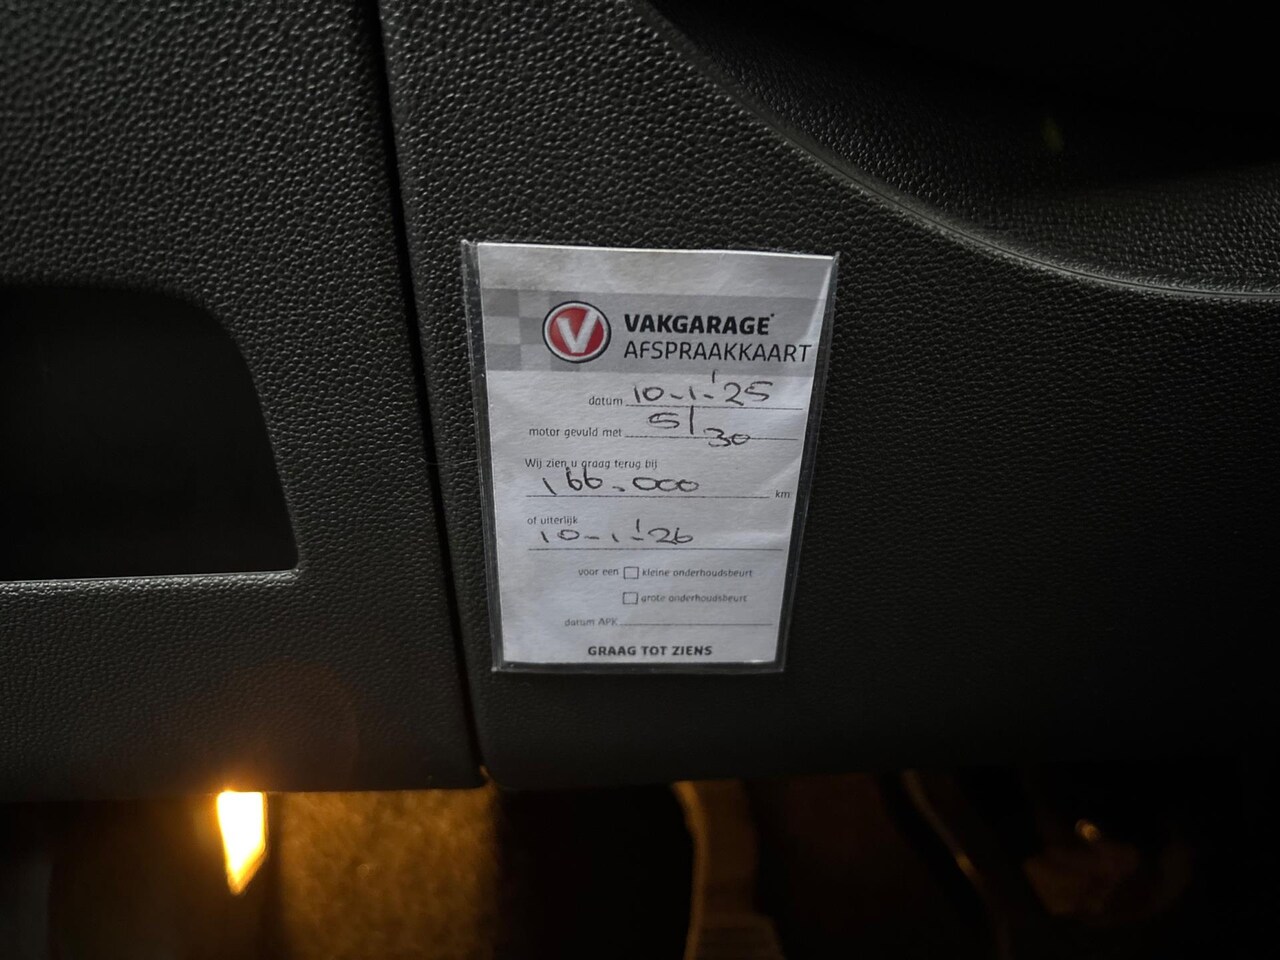 V VAKGARAGE
AFSPRAAKKAART
datum 10-1-'25
motor gevuld met 5/30
Wij zien u graag terug bij
166.000 km
of uiterlijk
10-1-'26
voor een kleine onderhoudsbeurt
grote onderhoudsbeurt
datum APK
GRAAG TOT ZIENS